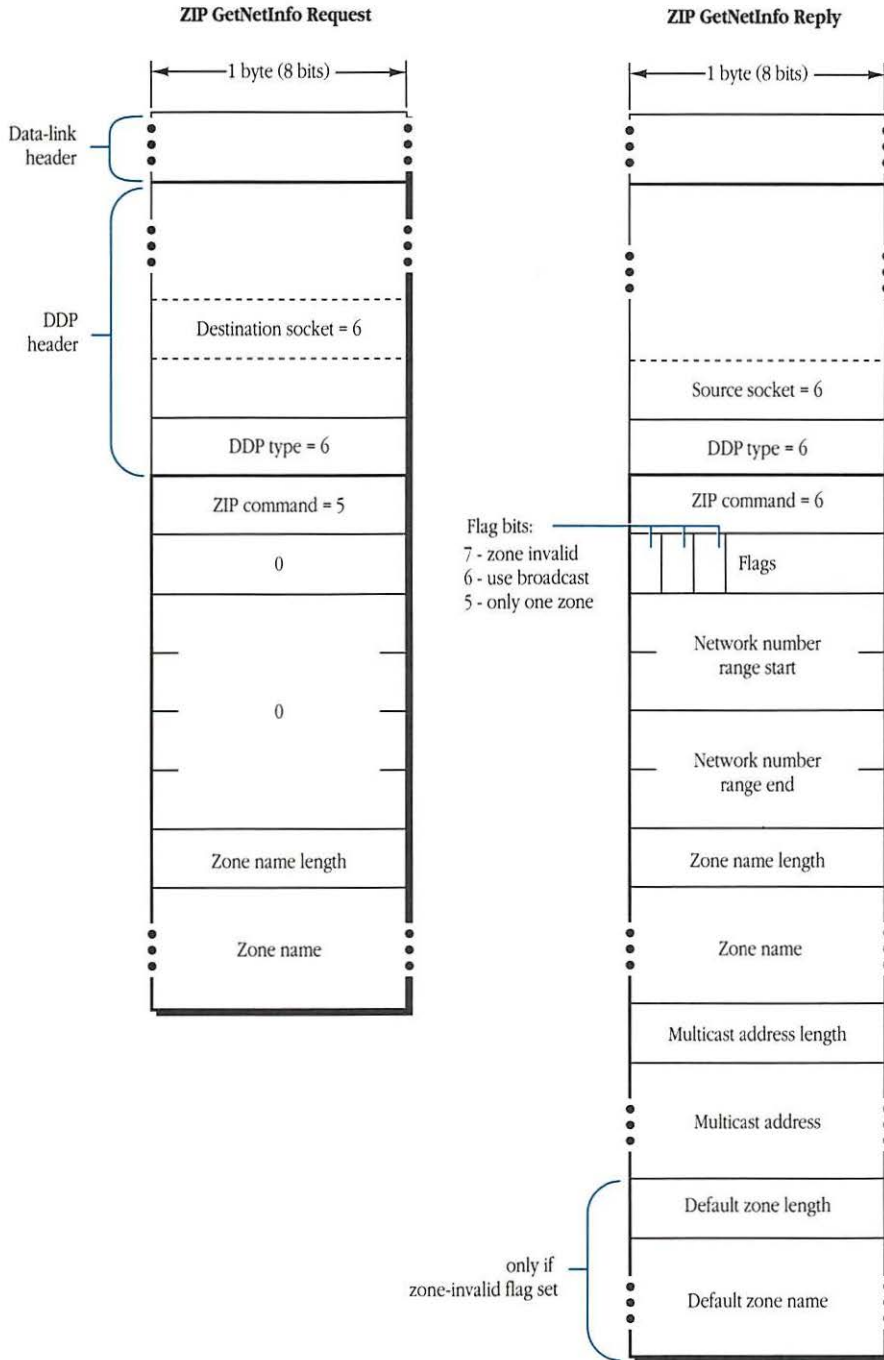 ZIP GetNetInfo Request
1 byte (8 bits)
Data-link
header
DDP
header
Destination socket = 6
DDP type = 6
ZIP command = 5
0
0
Zone name length
Zone name
ZIP GetNetInfo Reply
1 byte (8 bits)
Source socket = 6
DDP type = 6
ZIP command = 6
Flag bits:
7 - zone invalid
6 - use broadcast
5 - only one zone
Flags
Network number
range start
Network number
range end
Zone name length
Zone name
Multicast address length
Multicast address
only if
zone-invalid flag set
Default zone length
Default zone name